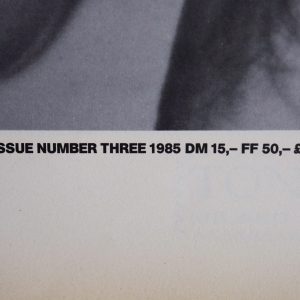 SSUE NUMBER THREE 1985 DM 15,– FF 50,– £